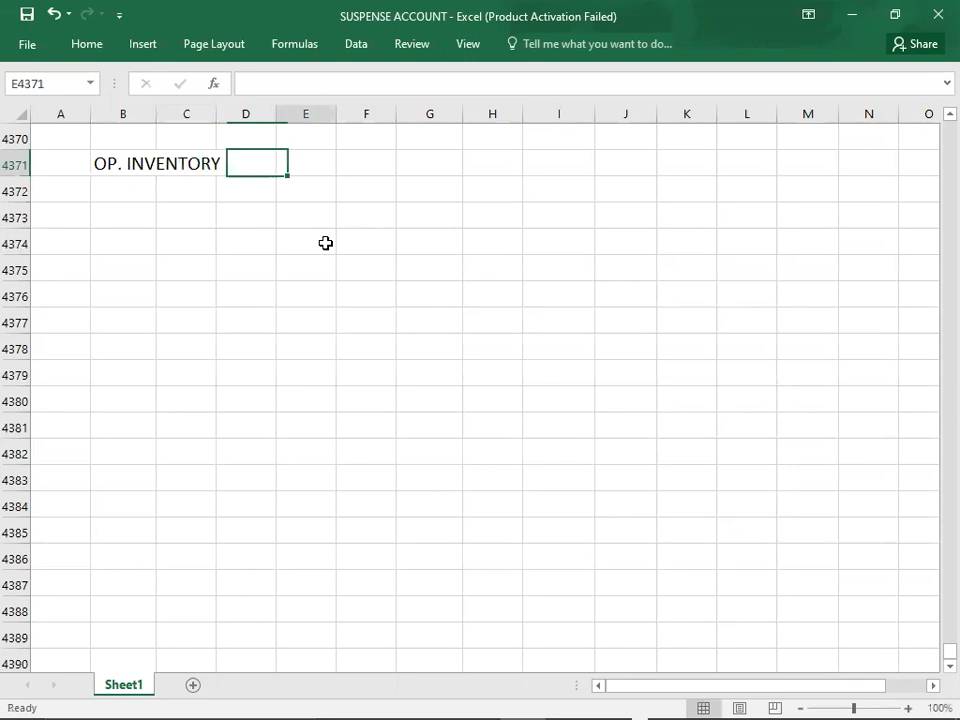 SUSPENSE ACCOUNT - Excel (Product Activation Failed)
File Home Insert Page Layout Formulas Data Review View Tell me what you want to do... Share
E4371 fx
A B C D E F G H I J K L M N O
4370
4371 OP. INVENTORY
4372
4373
4374
4375
4376
4377
4378
4379
4380
4381
4382
4383
4384
4385
4386
4387
4388
4389
4390
Sheet1
Ready 100%